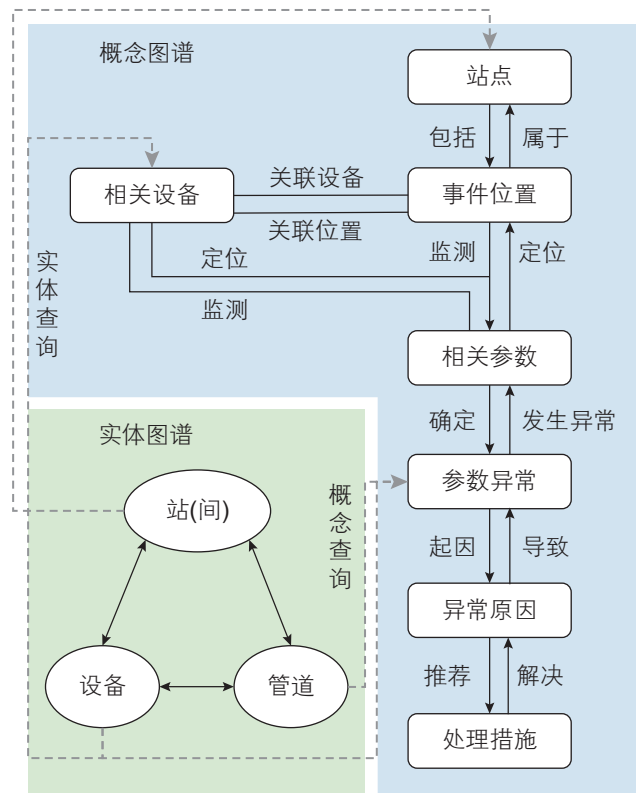 概念图谱
站点
包括
属于
相关设备
关联设备
事件位置
关联位置
定位
监测
定位
监测
实体查询
相关参数
确定
发生异常
实体图谱
参数异常
站(间)
概念查询
起因
导致
异常原因
设备
管道
推荐
解决
处理措施